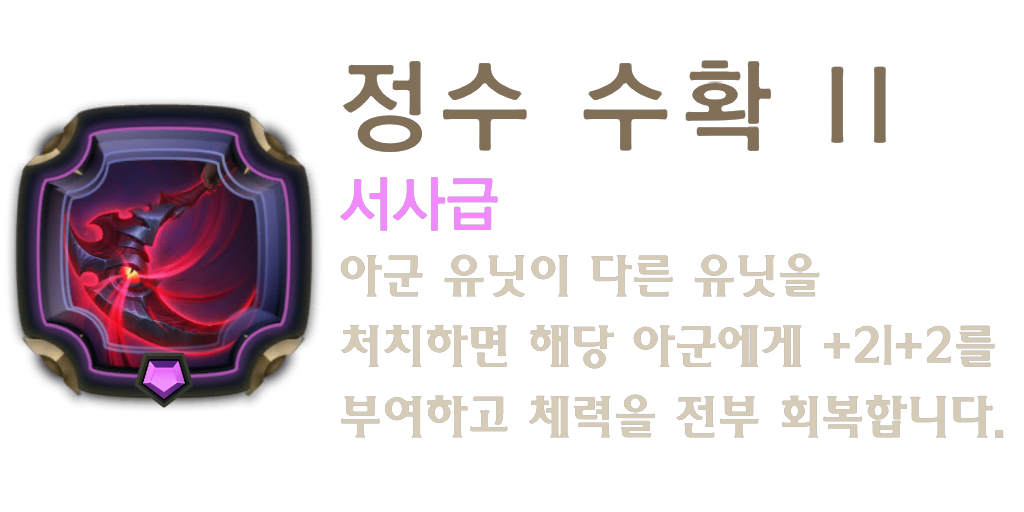 정수 수확 II
서사급
아군 유닛이 다른 유닛을
처치하면 해당 아군에게 +2|+2를
부여하고 체력을 전부 회복합니다.